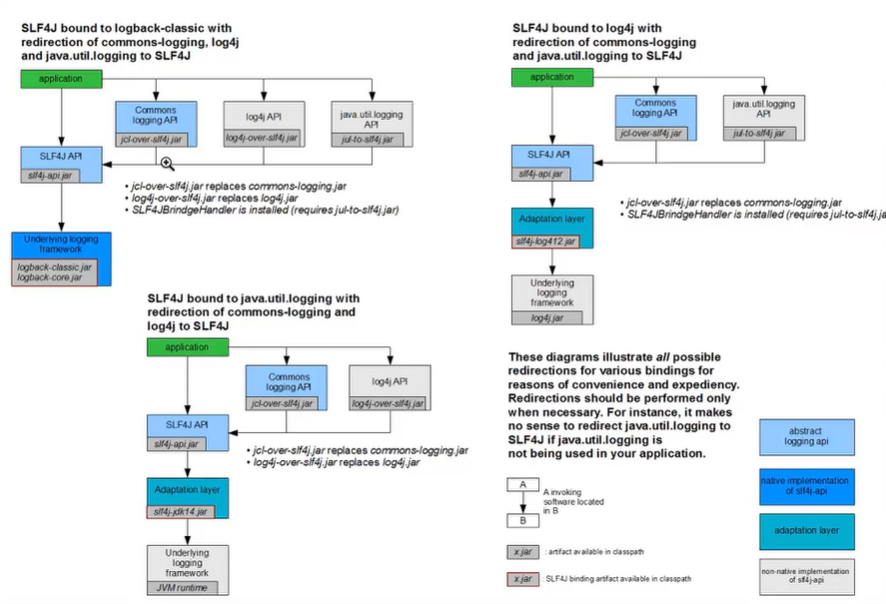 SLF4J bound to logback-classic with
redirection of commons-logging, log4j
and java.util.logging to SLF4J
application
Commons
logging API
jcl-over-slf4j.jar
log4j API
log4j-over-slf4j.jar
java.util.logging
API
jul-to-slf4j.jar
SLF4J API
slf4j-api.jar
• jcl-over-slf4j.jar replaces commons-logging.jar
• log4j-over-slf4j.jar replaces log4j.jar
• SLF4JBridgeHandler is installed (requires jul-to-slf4j.jar)
Underlying logging
framework
logback-classic.jar
logback-core.jar
SLF4J bound to log4j with
redirection of commons-logging
and java.util.logging to SLF4J
application
Commons
logging API
jcl-over-slf4j.jar
java.util.logging
API
jul-to-slf4j.jar
SLF4J API
slf4j-api.jar
• jcl-over-slf4j.jar replaces commons-logging.jar
• SLF4JBridgeHandler is installed (requires jul-to-slf4j.ja
Adaptation layer
slf4j-log412.jar
Underlying
logging
framework
log4j.jar
SLF4J bound to java.util.logging with
redirection of commons-logging and
log4j to SLF4J
application
Commons
logging API
jcl-over-slf4j.jar
log4j API
log4j-over-slf4j.jar
SLF4J API
slf4j-api.jar
• jcl-over-slf4j.jar replaces commons-logging.jar
• log4j-over-slf4j.jar replaces log4j.jar
Adaptation layer
slf4j-jdk14.jar
Underlying
logging
framework
JVM runtime
These diagrams illustrate all possible
redirections for various bindings for
reasons of convenience and expediency.
Redirections should be performed only
when necessary. For instance, it makes
no sense to redirect java.util.logging to
SLF4J if java.util.logging is
not being used in your application.
A
B
A invoking
software located
in B
x.jar
: artifact available in classpath
x.jar
: SLF4J binding artifact available in classpath
abstract
logging api
native implementation
of slf4j-api
adaptation layer
non-native implementation
of slf4j-api